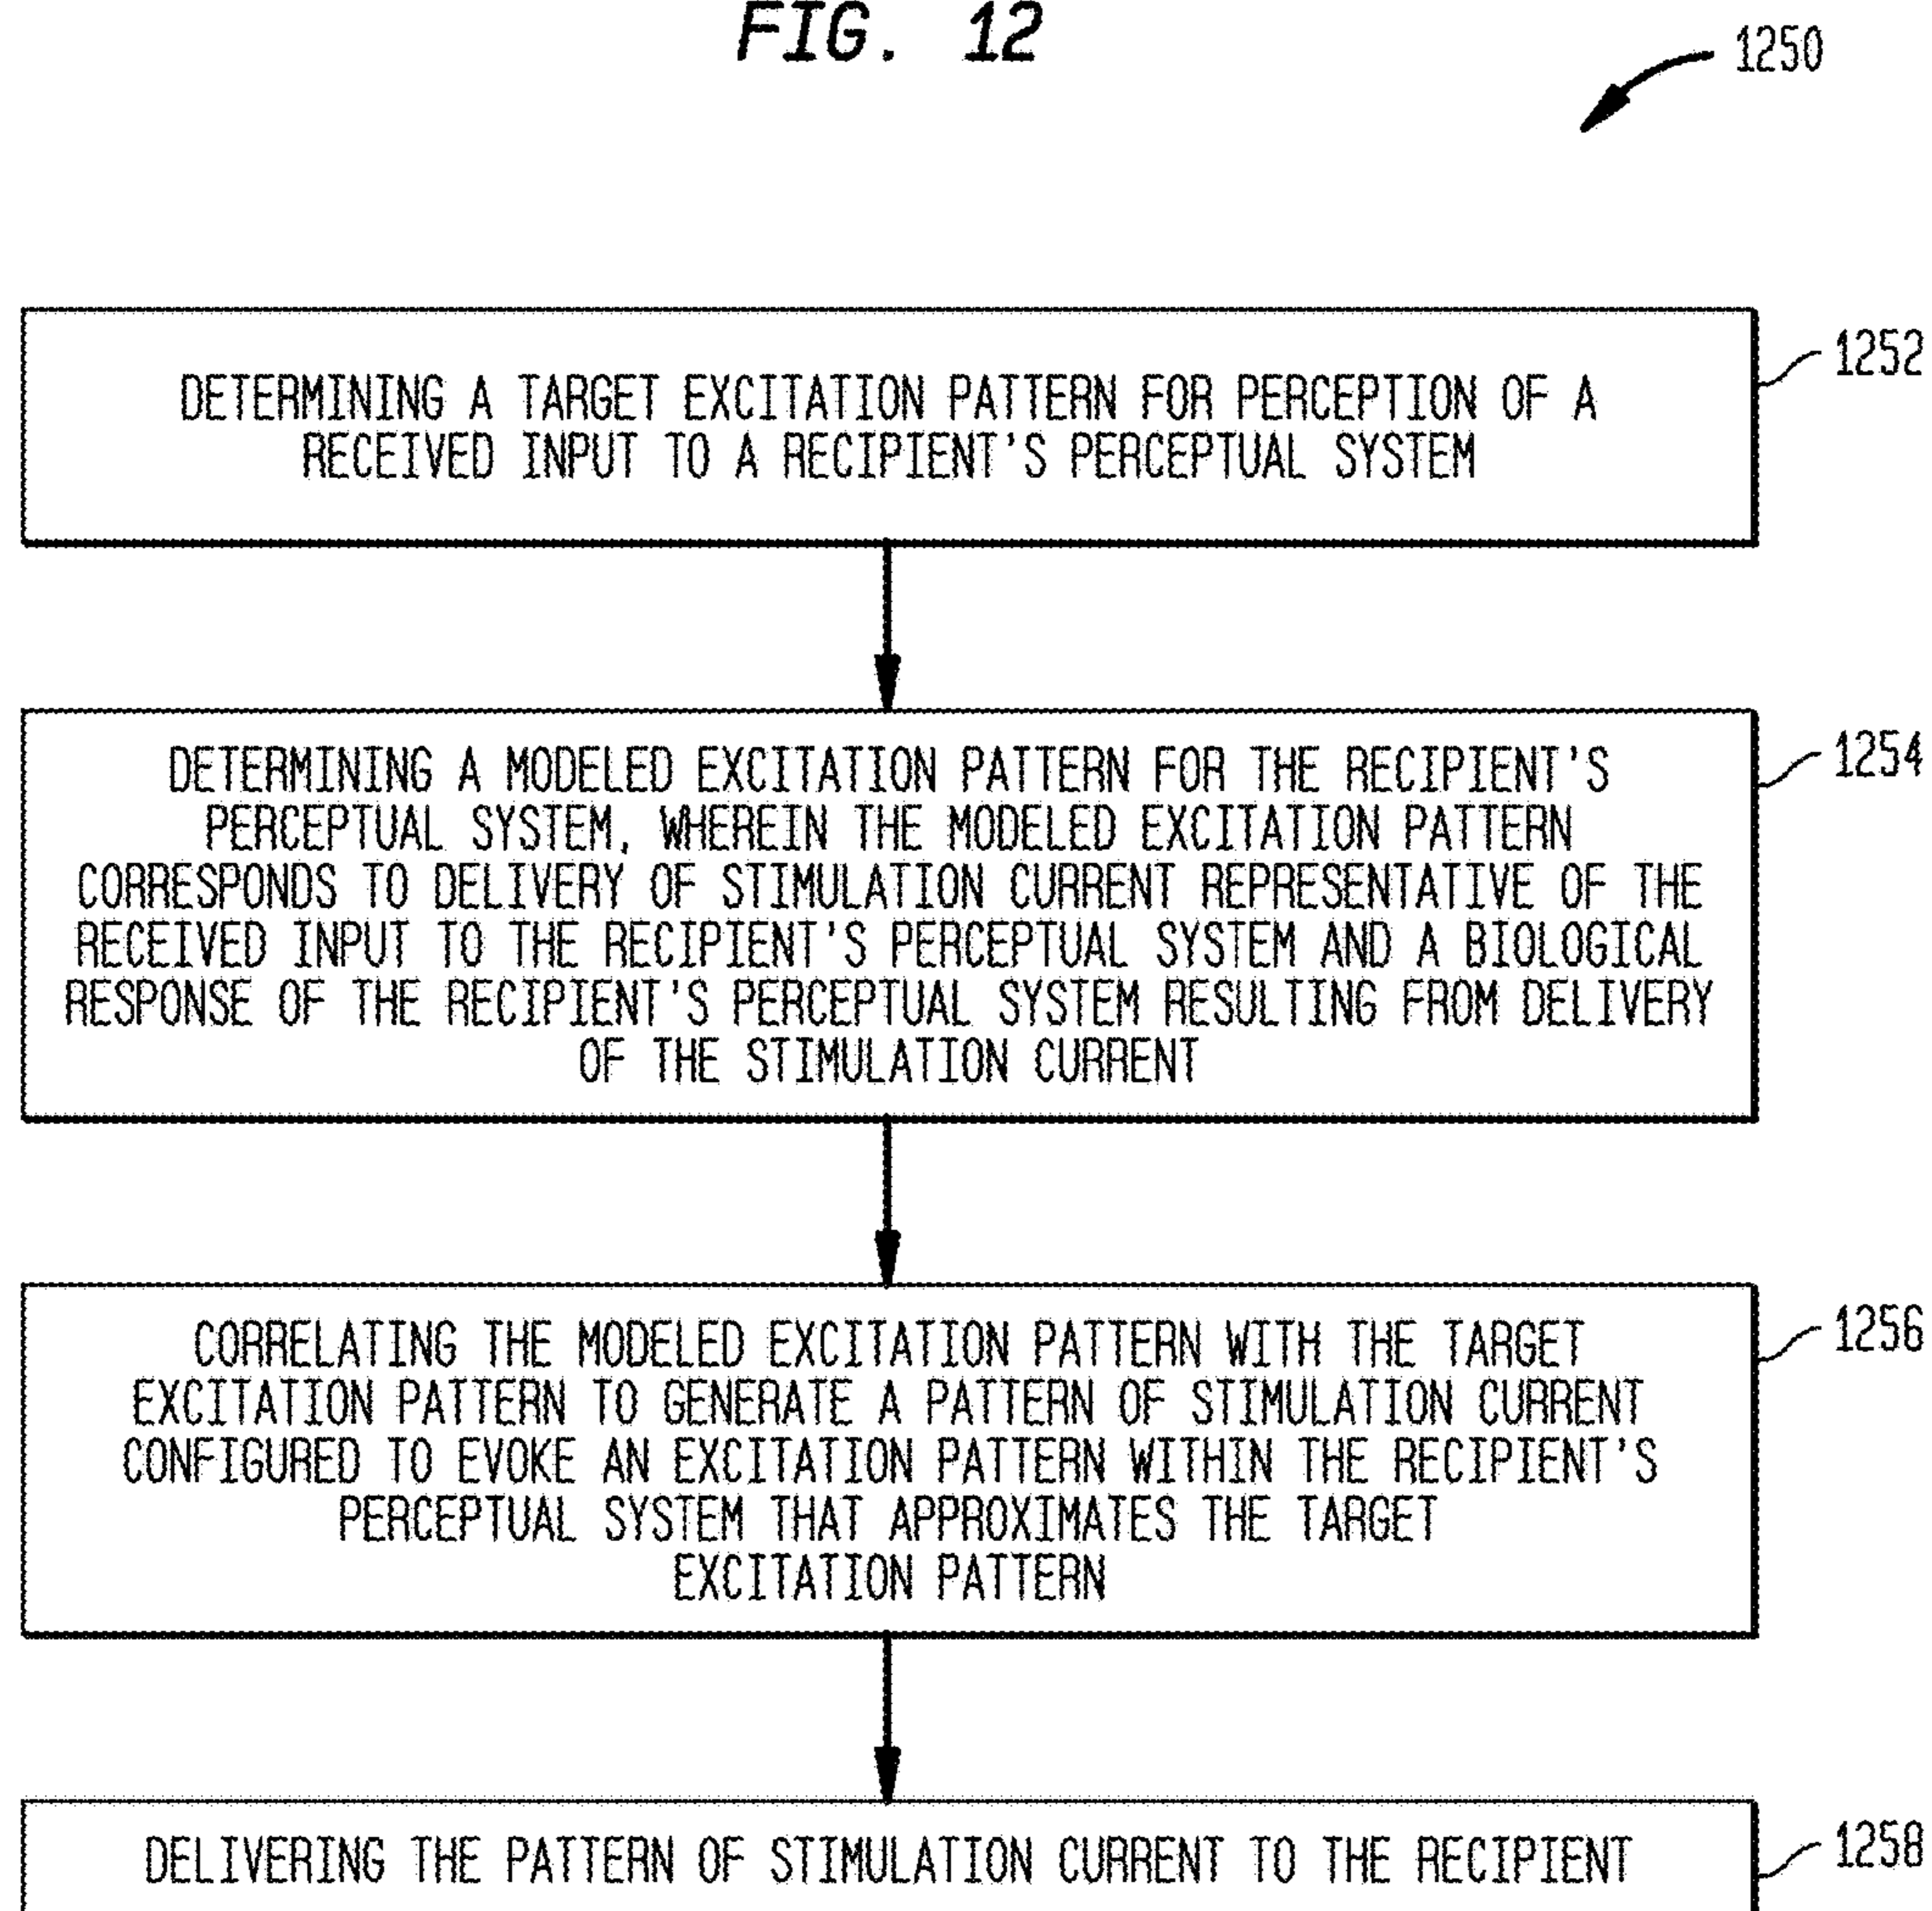 FIG. 12
1250
1252
DETERMINING A TARGET EXCITATION PATTERN FOR PERCEPTION OF A
RECEIVED INPUT TO A RECIPIENT'S PERCEPTUAL SYSTEM
1254
DETERMINING A MODELED EXCITATION PATTERN FOR THE RECIPIENT'S
PERCEPTUAL SYSTEM, WHEREIN THE MODELED EXCITATION PATTERN
CORRESPONDS TO DELIVERY OF STIMULATION CURRENT REPRESENTATIVE OF THE
RECEIVED INPUT TO THE RECIPIENT'S PERCEPTUAL SYSTEM AND A BIOLOGICAL
RESPONSE OF THE RECIPIENT'S PERCEPTUAL SYSTEM RESULTING FROM DELIVERY
OF THE STIMULATION CURRENT
1256
CORRELATING THE MODELED EXCITATION PATTERN WITH THE TARGET
EXCITATION PATTERN TO GENERATE A PATTERN OF STIMULATION CURRENT
CONFIGURED TO EVOKE AN EXCITATION PATTERN WITHIN THE RECIPIENT'S
PERCEPTUAL SYSTEM THAT APPROXIMATES THE TARGET
EXCITATION PATTERN
1258
DELIVERING THE PATTERN OF STIMULATION CURRENT TO THE RECIPIENT